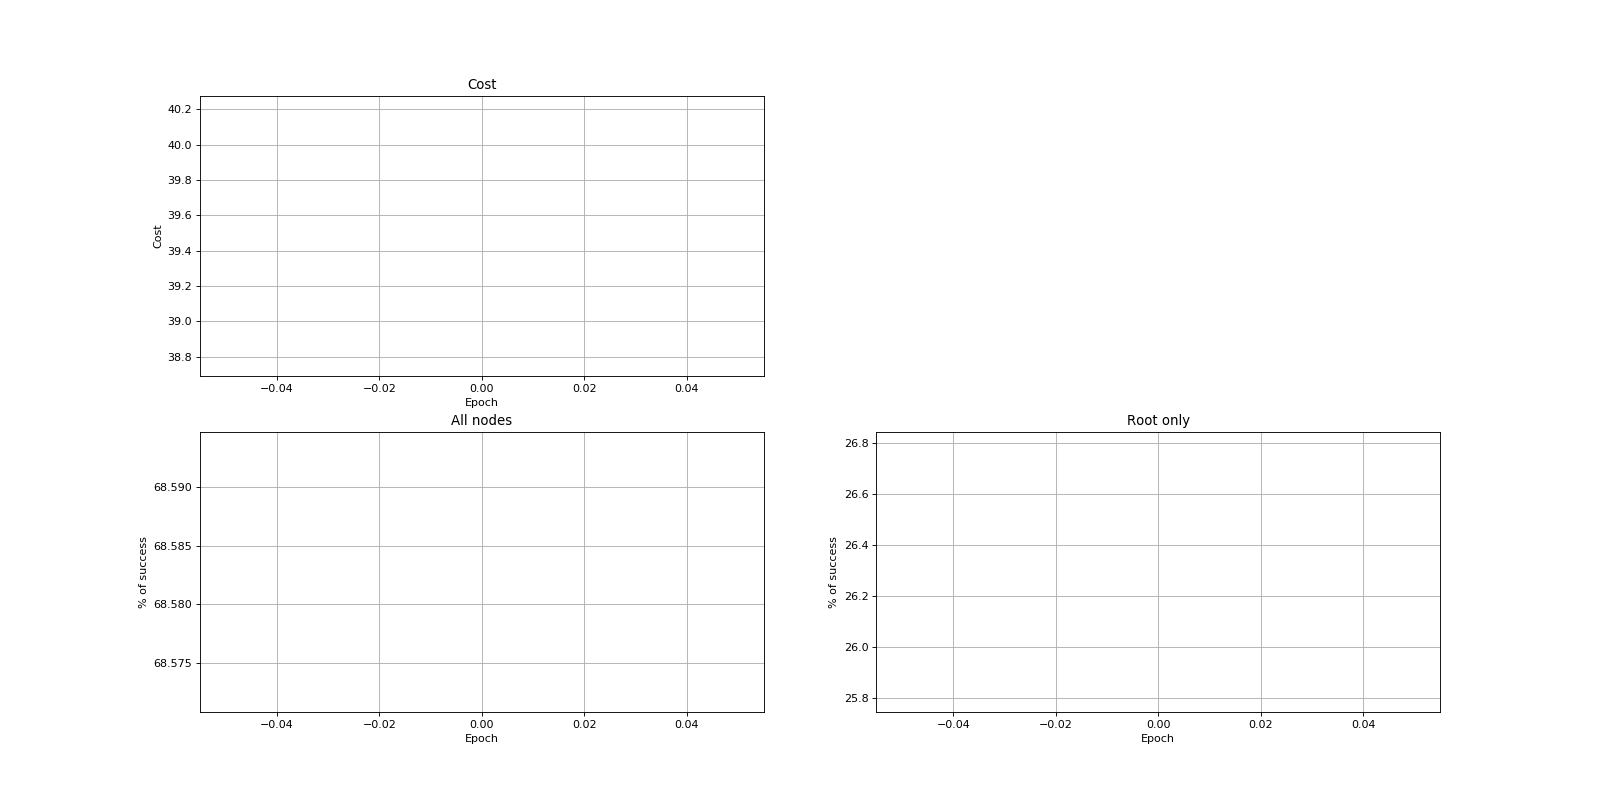 Cost
40.2
40.0
39.8
39.6
39.4
39.2
39.0
38.8
Cost
−0.04 −0.02 0.00 0.02 0.04
Epoch
All nodes
68.590
68.585
68.580
68.575
% of success
−0.04 −0.02 0.00 0.02 0.04
Epoch
Root only
26.8
26.6
26.4
26.2
26.0
25.8
% of success
−0.04 −0.02 0.00 0.02 0.04
Epoch